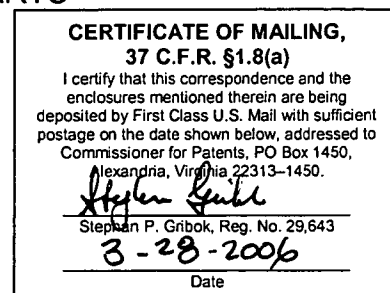 CERTIFICATE OF MAILING,
37 C.F.R. §1.8(a)
I certify that this correspondence and the
enclosures mentioned therein are being
deposited by First Class U.S. Mail with sufficient
postage on the date shown below, addressed to
Commissioner for Patents, PO Box 1450,
Alexandria, Virginia 22313–1450.
Stephan P. Gribok, Reg. No. 29,643
3-28-2006
Date